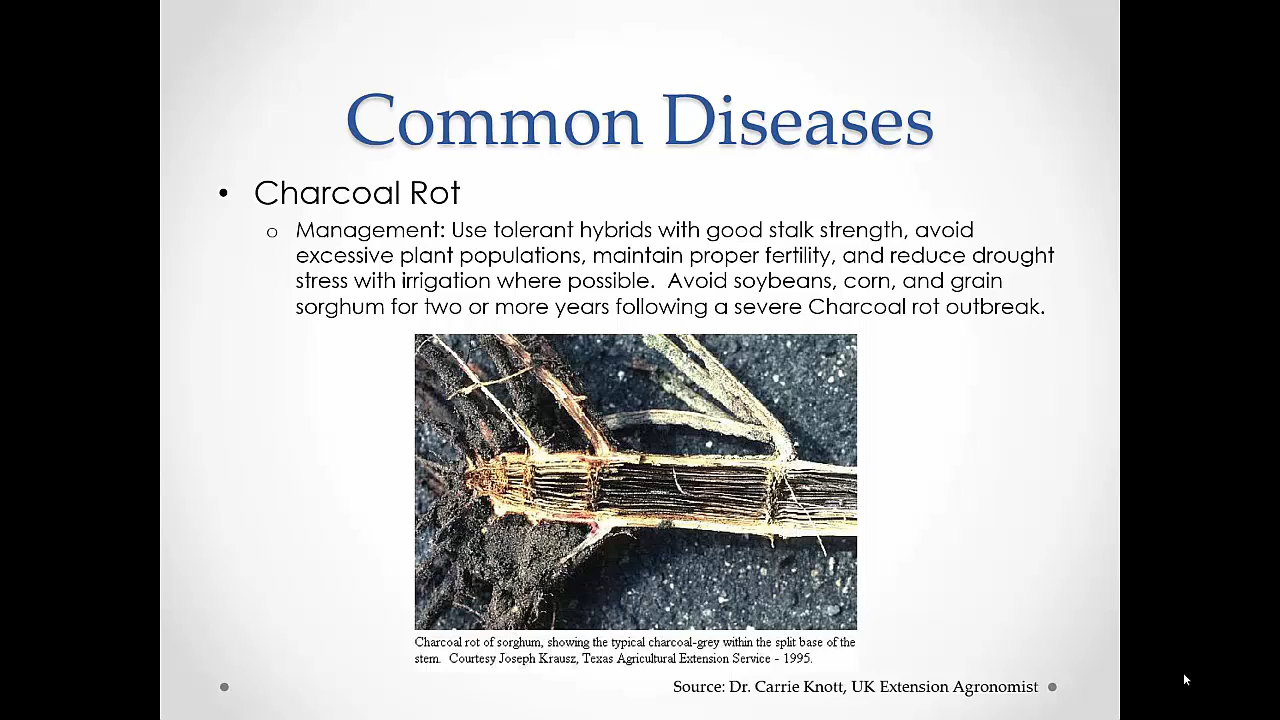 Common Diseases
• Charcoal Rot
o Management: Use tolerant hybrids with good stalk strength, avoid
excessive plant populations, maintain proper fertility, and reduce drought
stress with irrigation where possible.  Avoid soybeans, corn, and grain
sorghum for two or more years following a severe Charcoal rot outbreak.
Charcoal rot of sorghum, showing the typical charcoal-grey within the split base of the
stem.  Courtesy Joseph Krausz, Texas Agricultural Extension Service - 1995.
Source: Dr. Carrie Knott, UK Extension Agronomist